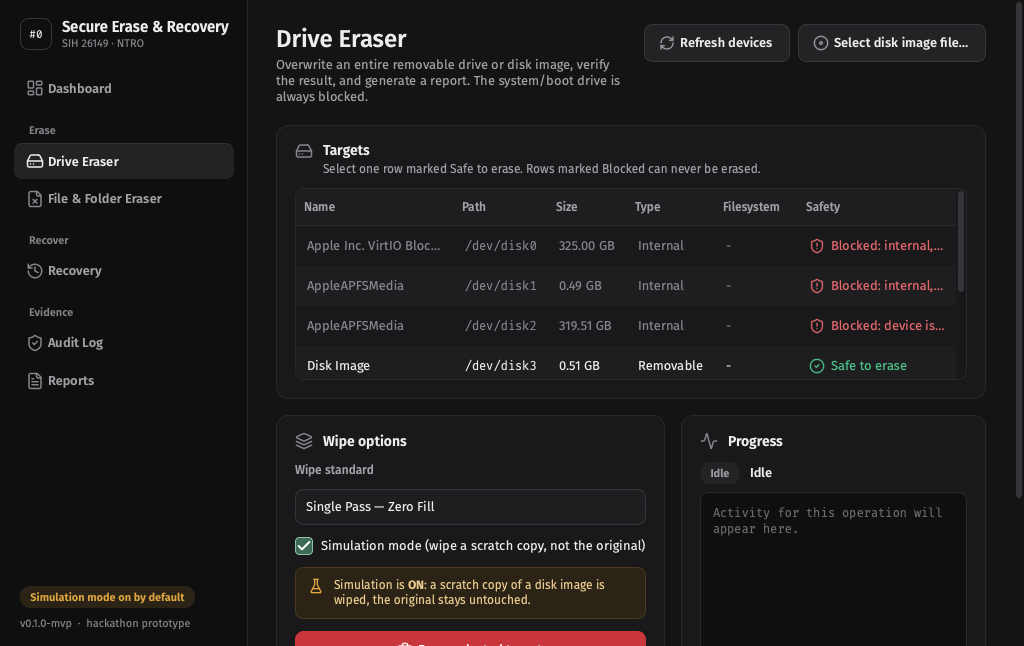 #0
Secure Erase & Recovery
SIH 26149 · NTRO
Dashboard
Erase
Drive Eraser
File & Folder Eraser
Recover
Recovery
Evidence
Audit Log
Reports
Simulation mode on by default
v0.1.0-mvp · hackathon prototype
Drive Eraser
Overwrite an entire removable drive or disk image, verify
the result, and generate a report. The system/boot drive is
always blocked.
Refresh devices
Select disk image file...
Targets
Select one row marked Safe to erase. Rows marked Blocked can never be erased.
Name Path Size Type Filesystem Safety
Apple Inc. VirtIO Bloc... /dev/disk0 325.00 GB Internal - Blocked: internal,...
AppleAPFSMedia /dev/disk1 0.49 GB Internal - Blocked: internal,...
AppleAPFSMedia /dev/disk2 319.51 GB Internal - Blocked: device is...
Disk Image /dev/disk3 0.51 GB Removable - Safe to erase
Wipe options
Wipe standard
Single Pass — Zero Fill
Simulation mode (wipe a scratch copy, not the original)
Simulation is ON: a scratch copy of a disk image is
wiped, the original stays untouched.
Progress
Idle Idle
Activity for this operation will
appear here.